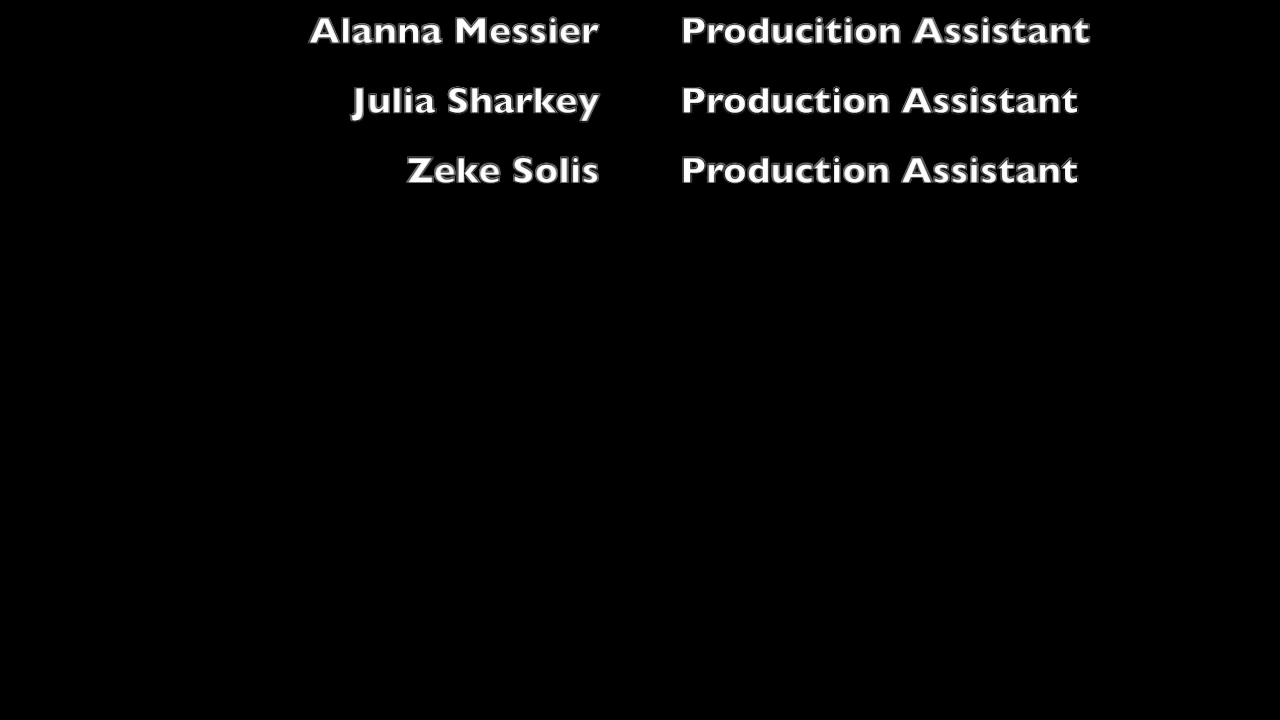 Alanna Messier Producition Assistant
Julia Sharkey Production Assistant
Zeke Solis Production Assistant